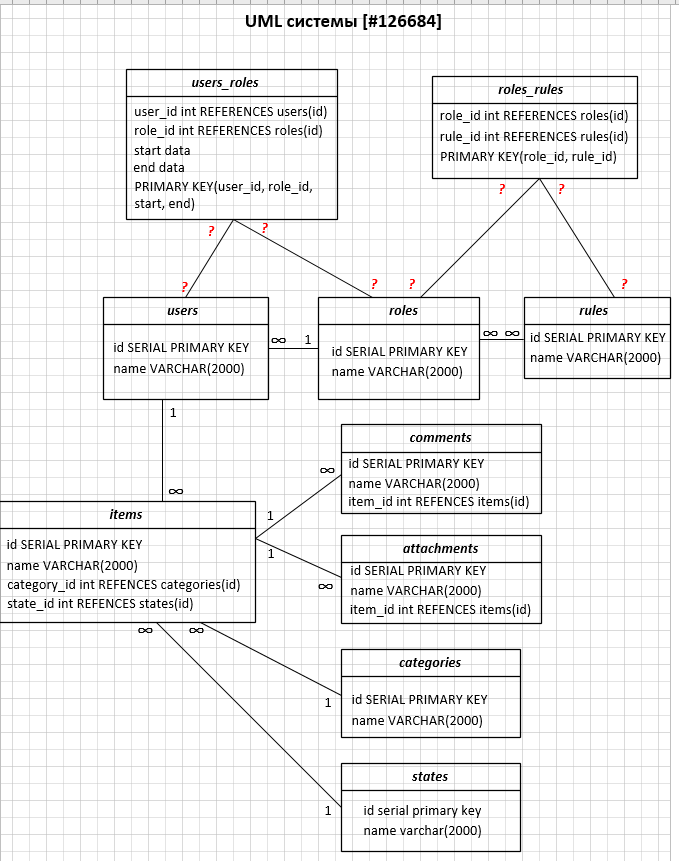 UML системы [#126684]
users_roles
user_id int REFERENCES users(id)
role_id int REFERENCES roles(id)
start data
end data
PRIMARY KEY(user_id, role_id,
start, end)
roles_rules
role_id int REFERENCES roles(id)
rule_id int REFERENCES rules(id)
PRIMARY KEY(role_id, rule_id)
? ?
? ?
? ? ? ?
users
id SERIAL PRIMARY KEY
name VARCHAR(2000)
∞ 1
roles
id SERIAL PRIMARY KEY
name VARCHAR(2000)
∞ ∞
rules
id SERIAL PRIMARY KEY
name VARCHAR(2000)
1
∞
items
id SERIAL PRIMARY KEY
name VARCHAR(2000)
category_id int REFENCES categories(id)
state_id int REFENCES states(id)
1
∞
comments
id SERIAL PRIMARY KEY
name VARCHAR(2000)
item_id int REFENCES items(id)
1
∞
attachments
id SERIAL PRIMARY KEY
name VARCHAR(2000)
item_id int REFENCES items(id)
∞ ∞
1
categories
id SERIAL PRIMARY KEY
name VARCHAR(2000)
1
states
id serial primary key
name varchar(2000)